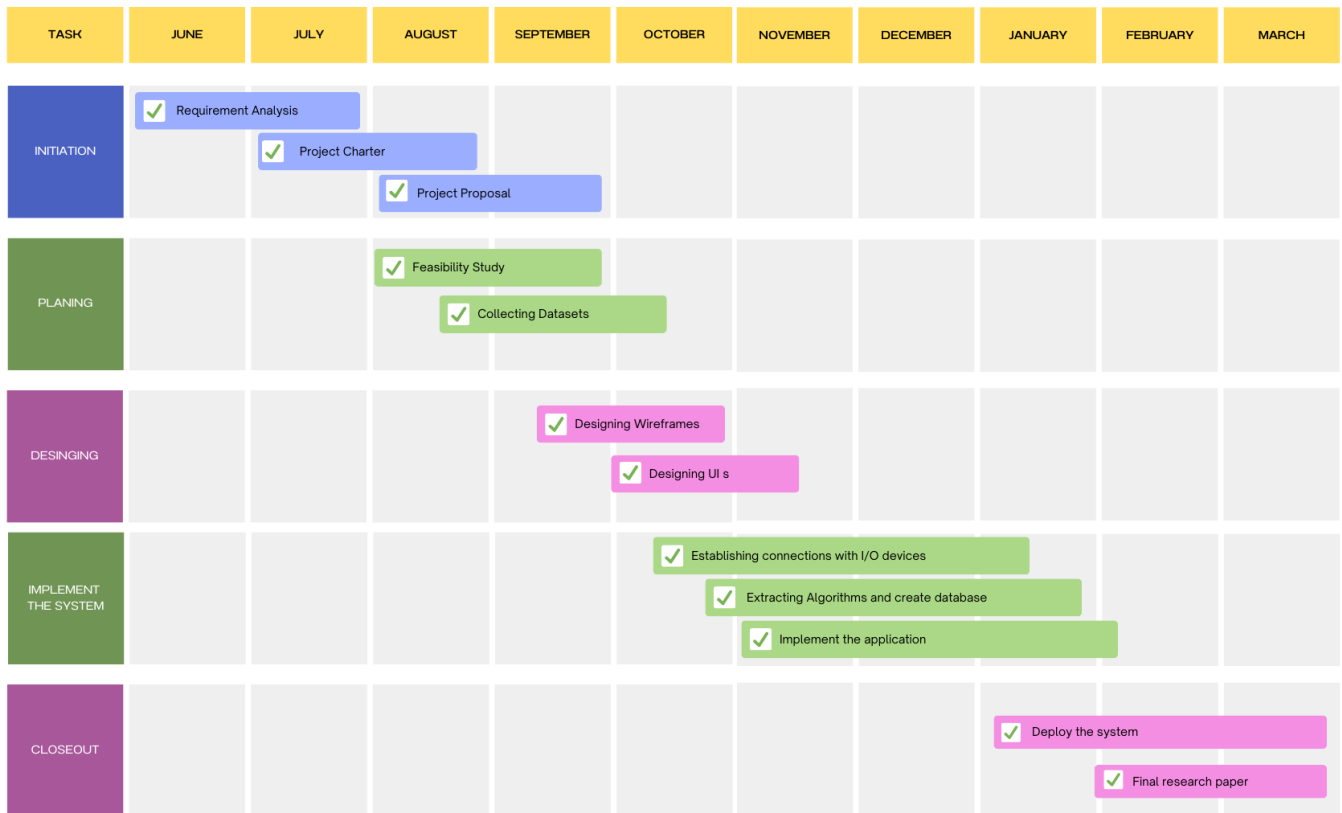 TASK
JUNE
JULY
AUGUST
SEPTEMBER
OCTOBER
NOVEMBER
DECEMBER
JANUARY
FEBRUARY
MARCH
INITIATION
Requirement Analysis
Project Charter
Project Proposal
PLANING
Feasibility Study
Collecting Datasets
DESINGING
Designing Wireframes
Designing UI s
IMPLEMENT
THE SYSTEM
Establishing connections with I/O devices
Extracting Algorithms and create database
Implement the application
CLOSEOUT
Deploy the system
Final research paper